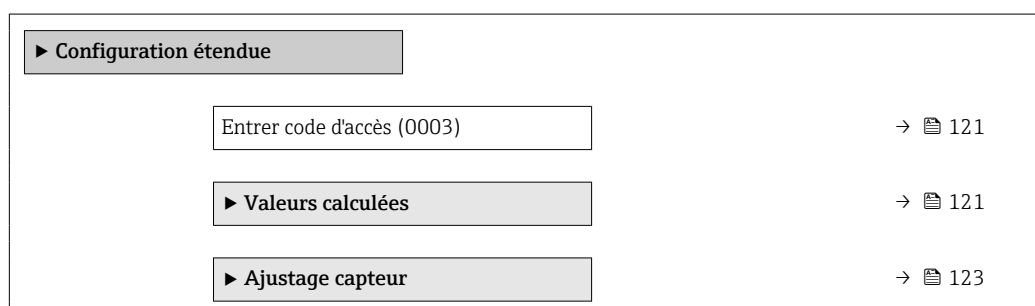 ▶ Configuration étendue
Entrer code d'accès (0003) → 121
▶ Valeurs calculées → 121
▶ Ajustage capteur → 123